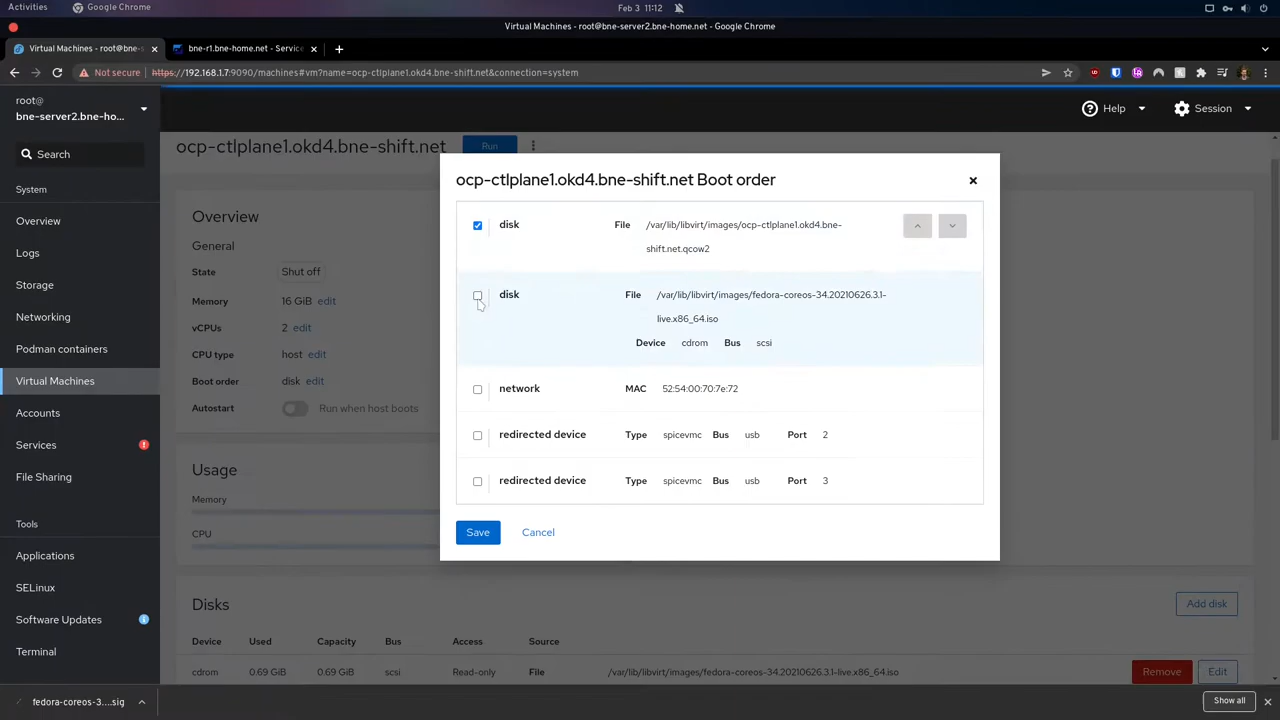 Activities
Google Chrome
Feb 3 11:12
Virtual Machines - root@bne-server2.bne-home.net - Google Chrome
Virtual Machines - root@bne-s
bne-r1.bne-home.net - Service
Not secure
https://192.168.1.7:9090/machines#vm?name=ocp-ctlplane1.okd4.bne-shift.net&connection=system
root@
bne-server2.bne-ho...
Help
Session
Search
System
Overview
Logs
Storage
Networking
Podman containers
Virtual Machines
Accounts
Services
File Sharing
Tools
Applications
SELinux
Software Updates
Terminal
ocp-ctlplane1.okd4.bne-shift.net
Run
Overview
General
State Shut off
Memory 16 GiB edit
vCPUs 2 edit
CPU type host edit
Boot order disk edit
Autostart Run when host boots
Usage
Memory
CPU
ocp-ctlplane1.okd4.bne-shift.net Boot order
disk File /var/lib/libvirt/images/ocp-ctlplane1.okd4.bne-
shift.net.qcow2
disk File /var/lib/libvirt/images/fedora-coreos-34.20210626.3.1-
live.x86_64.iso
Device cdrom Bus scsi
network MAC 52:54:00:70:7e:72
redirected device Type spicevmc Bus usb Port 2
redirected device Type spicevmc Bus usb Port 3
Save Cancel
Disks
Add disk
Device Used Capacity Bus Access Source
cdrom 0.69 GiB 0.69 GiB scsi Read-only File /var/lib/libvirt/images/fedora-coreos-34.20210626.3.1-live.x86_64.iso Remove Edit
fedora-coreos-3....sig
Show all